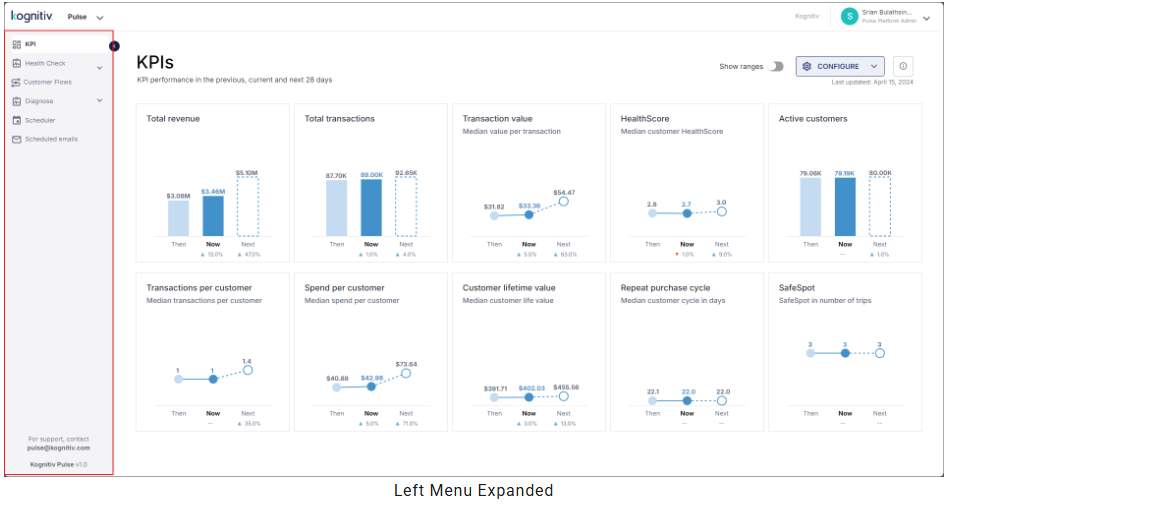 kognitiv Pulse
Kognitiv
S
Srian Bulathsin...
Pulse Platform Admin
KPI
Health Check
Customer Flows
Diagnose
Scheduler
Scheduled emails
For support, contact
pulse@kognitiv.com
Kognitiv Pulse v1.0
KPIs
KPI performance in the previous, current and next 28 days
Show ranges
CONFIGURE
Last updated: April 15, 2024
Total revenue
$3.06M $3.46M $5.10M
Then Now Next
▲ 13.0% ▲ 47.0%
Total transactions
87.70K 89.00K 92.65K
Then Now Next
▲ 1.0% ▲ 4.0%
Transaction value
Median value per transaction
$31.82 $33.36 $54.47
Then Now Next
▲ 5.0% ▲ 63.0%
HealthScore
Median customer HealthScore
2.8 2.7 3.0
Then Now Next
▼ 1.0% ▲ 9.0%
Active customers
79.06K 79.19K 80.00K
Then Now Next
— ▲ 1.0%
Transactions per customer
Median transactions per customer
1 1 1.4
Then Now Next
— ▲ 35.0%
Spend per customer
Median spend per customer
$40.88 $42.98 $73.64
Then Now Next
▲ 5.0% ▲ 71.0%
Customer lifetime value
Median customer life value
$391.71 $402.03 $455.56
Then Now Next
▲ 3.0% ▲ 13.0%
Repeat purchase cycle
Median customer cycle in days
22.1 22.0 22.0
Then Now Next
— —
SafeSpot
SafeSpot in number of trips
3 3 3
Then Now Next
— —
Left Menu Expanded